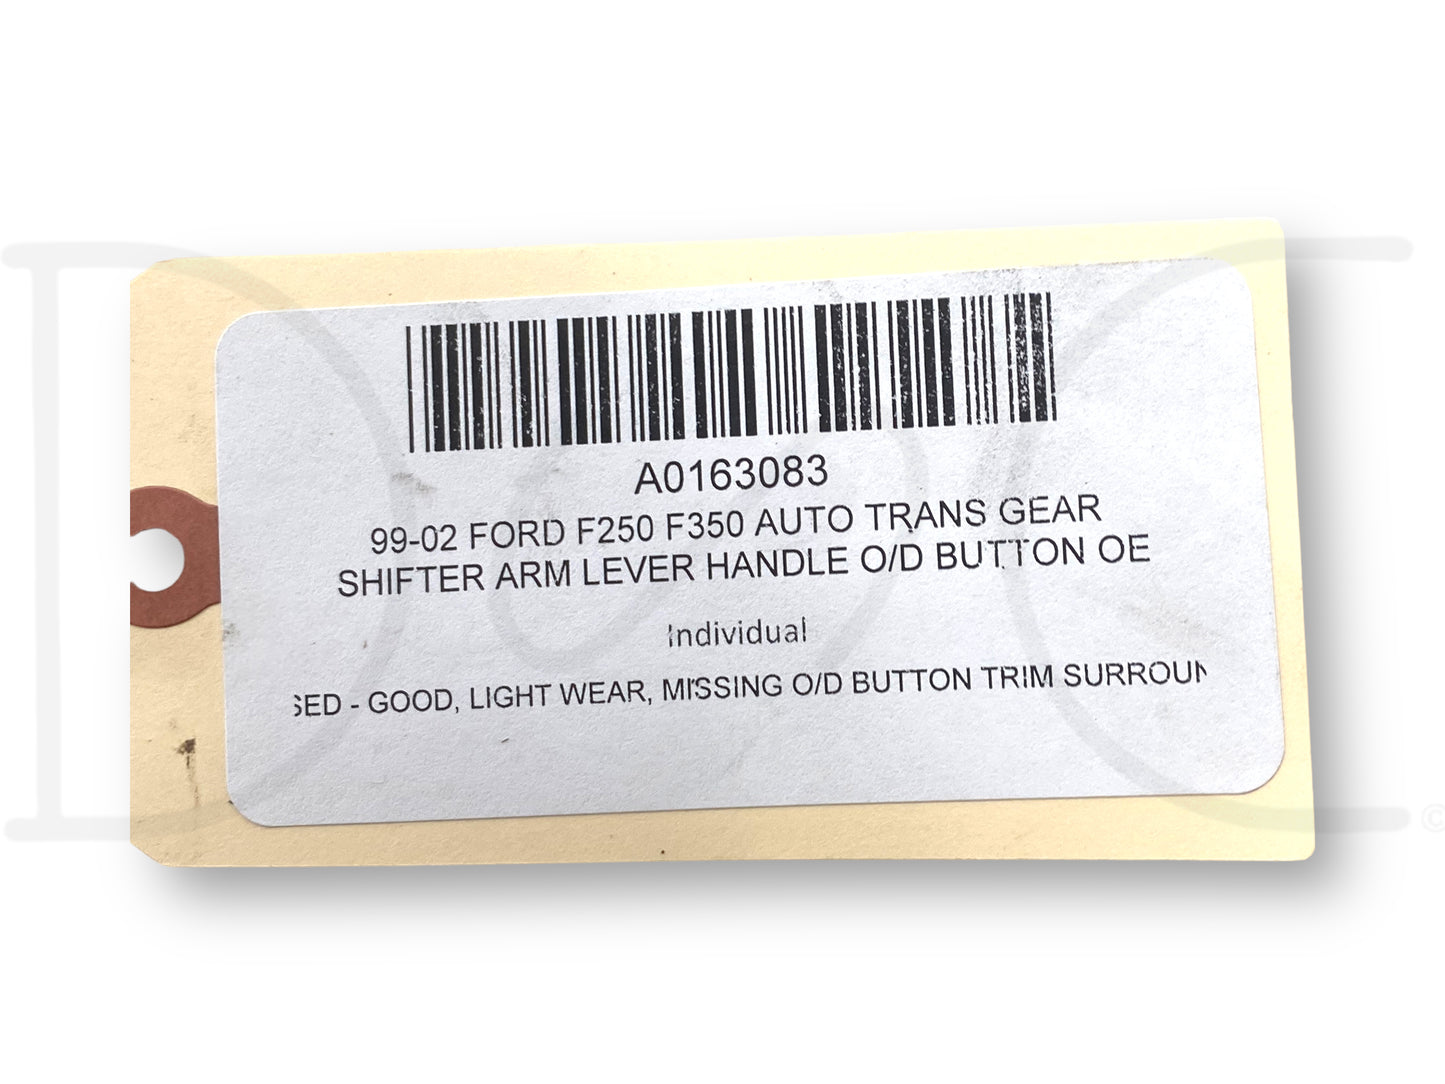 A0163083
99-02 FORD F250 F350 AUTO TRANS GEAR
SHIFTER ARM LEVER HANDLE O/D BUTTON OE
Individual
SED - GOOD, LIGHT WEAR, MISSING O/D BUTTON TRIM SURROUN
©